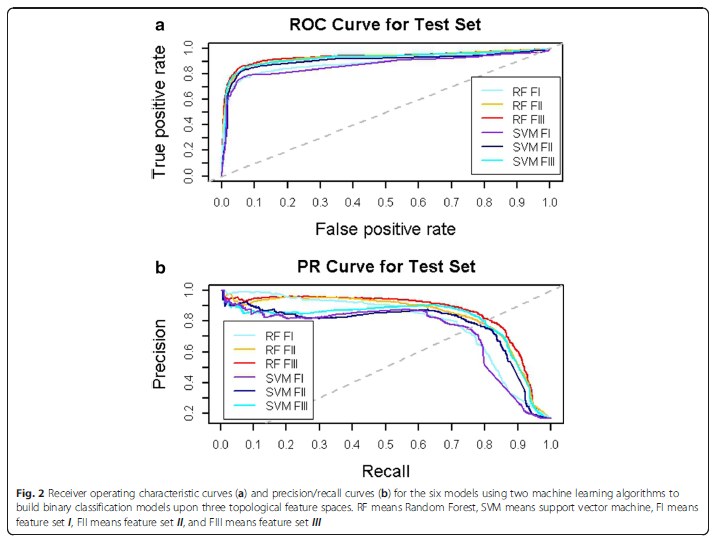 a
ROC Curve for Test Set
True positive rate
0.0 0.2 0.4 0.6 0.8 1.0
RF FI
RF FII
RF FIII
SVM FI
SVM FII
SVM FIII
0.0 0.1 0.2 0.3 0.4 0.5 0.6 0.7 0.8 0.9 1.0
False positive rate
b
PR Curve for Test Set
Precision
0.2 0.4 0.6 0.8 1.0
RF FI
RF FII
RF FIII
SVM FI
SVM FII
SVM FIII
0.0 0.1 0.2 0.3 0.4 0.5 0.6 0.7 0.8 0.9 1.0
Recall
Fig. 2 Receiver operating characteristic curves (a) and precision/recall curves (b) for the six models using two machine learning algorithms to
build binary classification models upon three topological feature spaces. RF means Random Forest, SVM means support vector machine, FI means
feature set I, FII means feature set II, and FIII means feature set III